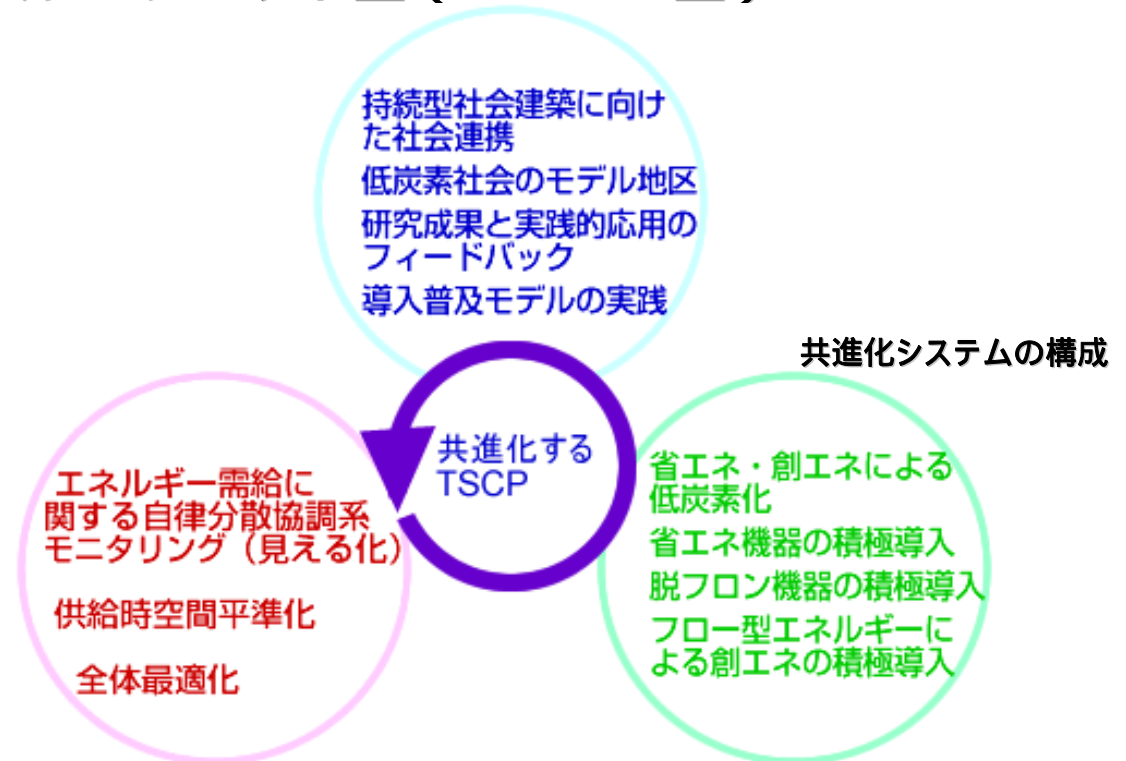 持続型社会建築に向け
た社会連携
低炭素社会のモデル地区
研究成果と実践的応用の
フィードバック
導入普及モデルの実践
共進化システムの構成
共進化する
TSCP
エネルギー需給に
関する自律分散協調系
モニタリング（見える化）
供給時空間平準化
全体最適化
省エネ・創エネによる
低炭素化
省エネ機器の積極導入
脱フロン機器の積極導入
フロー型エネルギーに
よる創エネの積極導入